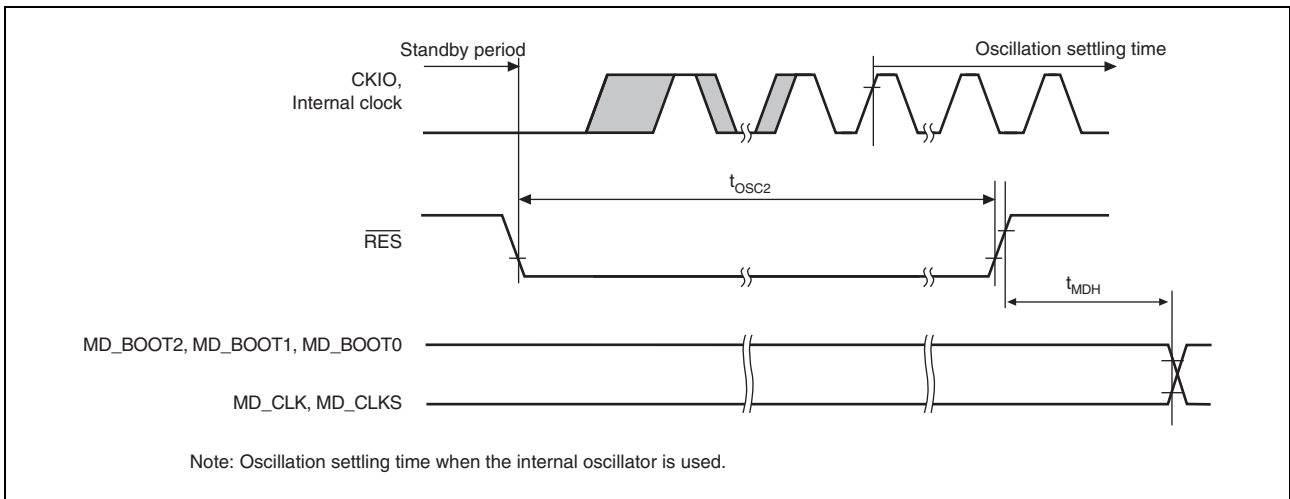 Standby period
Oscillation settling time
CKIO,
Internal clock
tOSC2
RES
tMDH
MD_BOOT2, MD_BOOT1, MD_BOOT0
MD_CLK, MD_CLKS
Note: Oscillation settling time when the internal oscillator is used.